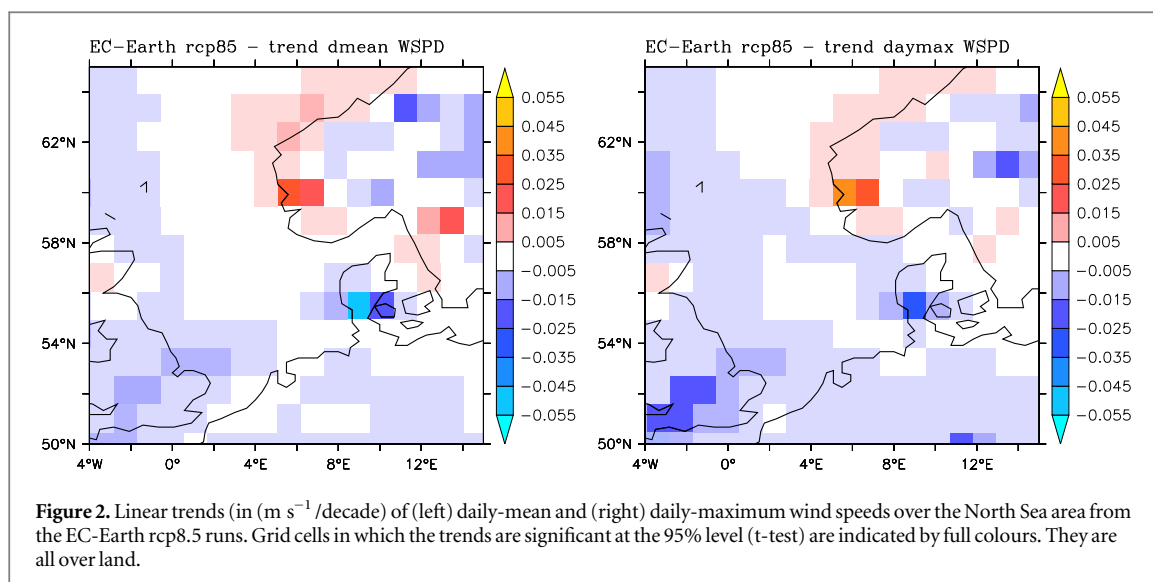 EC-Earth rcp85 - trend dmean WSPD
62°N
58°N
54°N
50°N
4°W 0° 4°E 8°E 12°E
0.055
0.045
0.035
0.025
0.015
0.005
−0.005
−0.015
−0.025
−0.035
−0.045
−0.055
EC-Earth rcp85 - trend daymax WSPD
62°N
58°N
54°N
50°N
4°W 0° 4°E 8°E 12°E
0.055
0.045
0.035
0.025
0.015
0.005
−0.005
−0.015
−0.025
−0.035
−0.045
−0.055
Figure 2. Linear trends (in (m s⁻¹/decade) of (left) daily-mean and (right) daily-maximum wind speeds over the North Sea area from
the EC-Earth rcp8.5 runs. Grid cells in which the trends are significant at the 95% level (t-test) are indicated by full colours. They are
all over land.